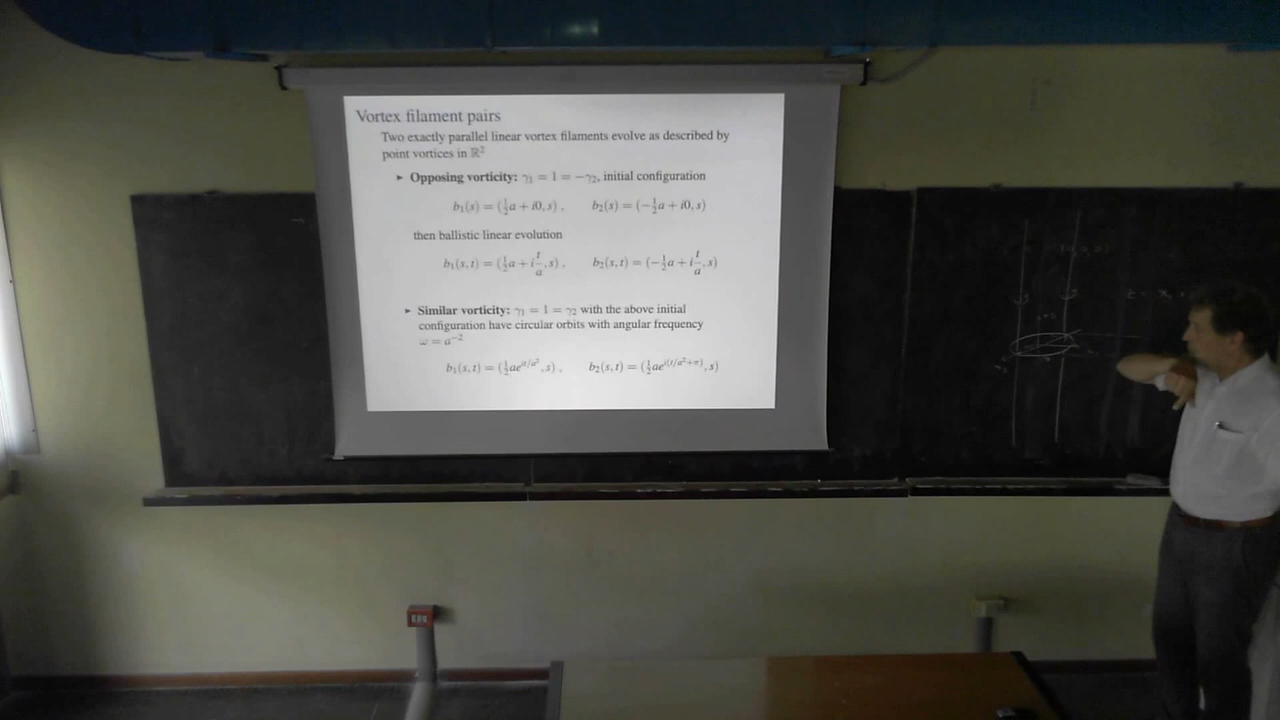 Vortex filament pairs
Two exactly parallel linear vortex filaments evolve as described by
point vortices in ℝ²
▸ Opposing vorticity: γ₁ = 1 = −γ₂, initial configuration
b₁(s) = (½a + i0, s) , b₂(s) = (−½a + i0, s)
then ballistic linear evolution
b₁(s, t) = (½a + i t/a, s) , b₂(s, t) = (−½a + i t/a, s)
▸ Similar vorticity: γ₁ = 1 = γ₂ with the above initial
configuration have circular orbits with angular frequency
ω = a⁻²
b₁(s, t) = (½ae^{it/a²}, s) , b₂(s, t) = (½ae^{i(t/a²+π)}, s)